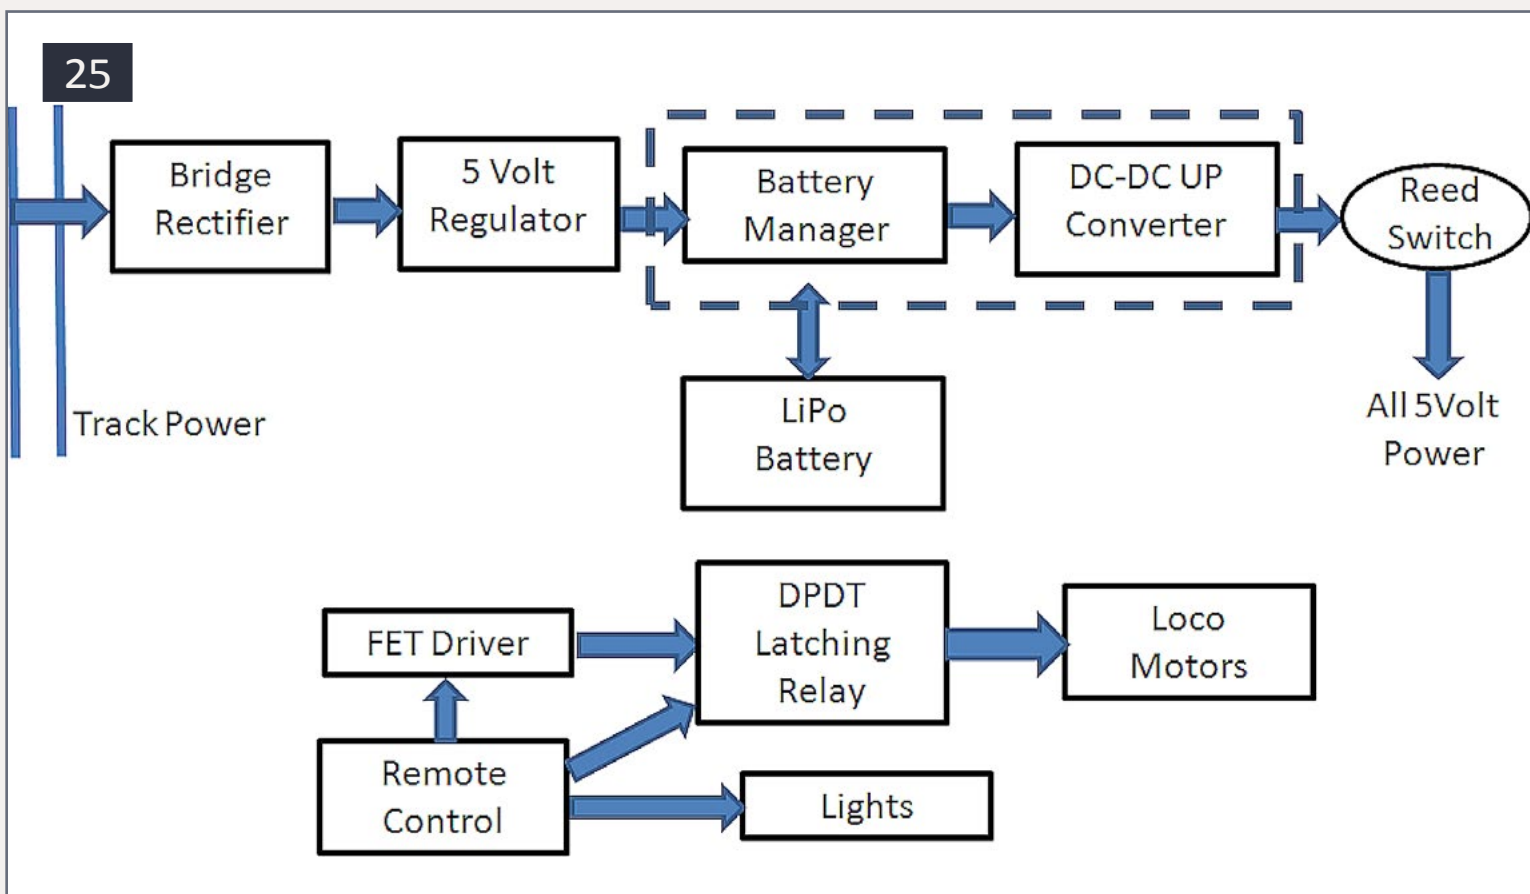 25
Bridge
Rectifier
5 Volt
Regulator
Battery
Manager
DC-DC UP
Converter
Reed
Switch
Track Power
LiPo
Battery
All 5Volt
Power
FET Driver
DPDT
Latching
Relay
Loco
Motors
Remote
Control
Lights